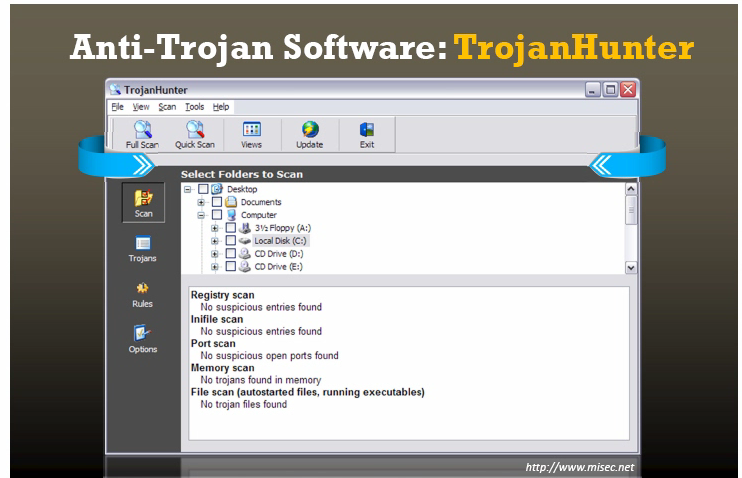 Anti-Trojan Software: TrojanHunter
TrojanHunter
File View Scan Tools Help
Full Scan Quick Scan Views Update Exit
Select Folders to Scan
Scan
Trojans
Rules
Options
Desktop
Documents
Computer
3½ Floppy (A:)
Local Disk (C:)
CD Drive (D:)
CD Drive (E:)
Registry scan
No suspicious entries found
Inifile scan
No suspicious entries found
Port scan
No suspicious open ports found
Memory scan
No trojans found in memory
File scan (autostarted files, running executables)
No trojan files found
http://www.misec.net